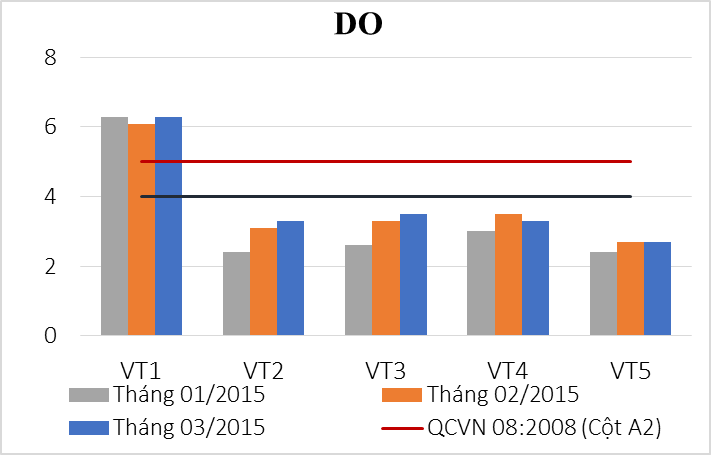 DO
8
6
4
2
0
VT1 VT2 VT3 VT4 VT5
Tháng 01/2015 Tháng 02/2015
Tháng 03/2015 QCVN 08:2008 (Cột A2)